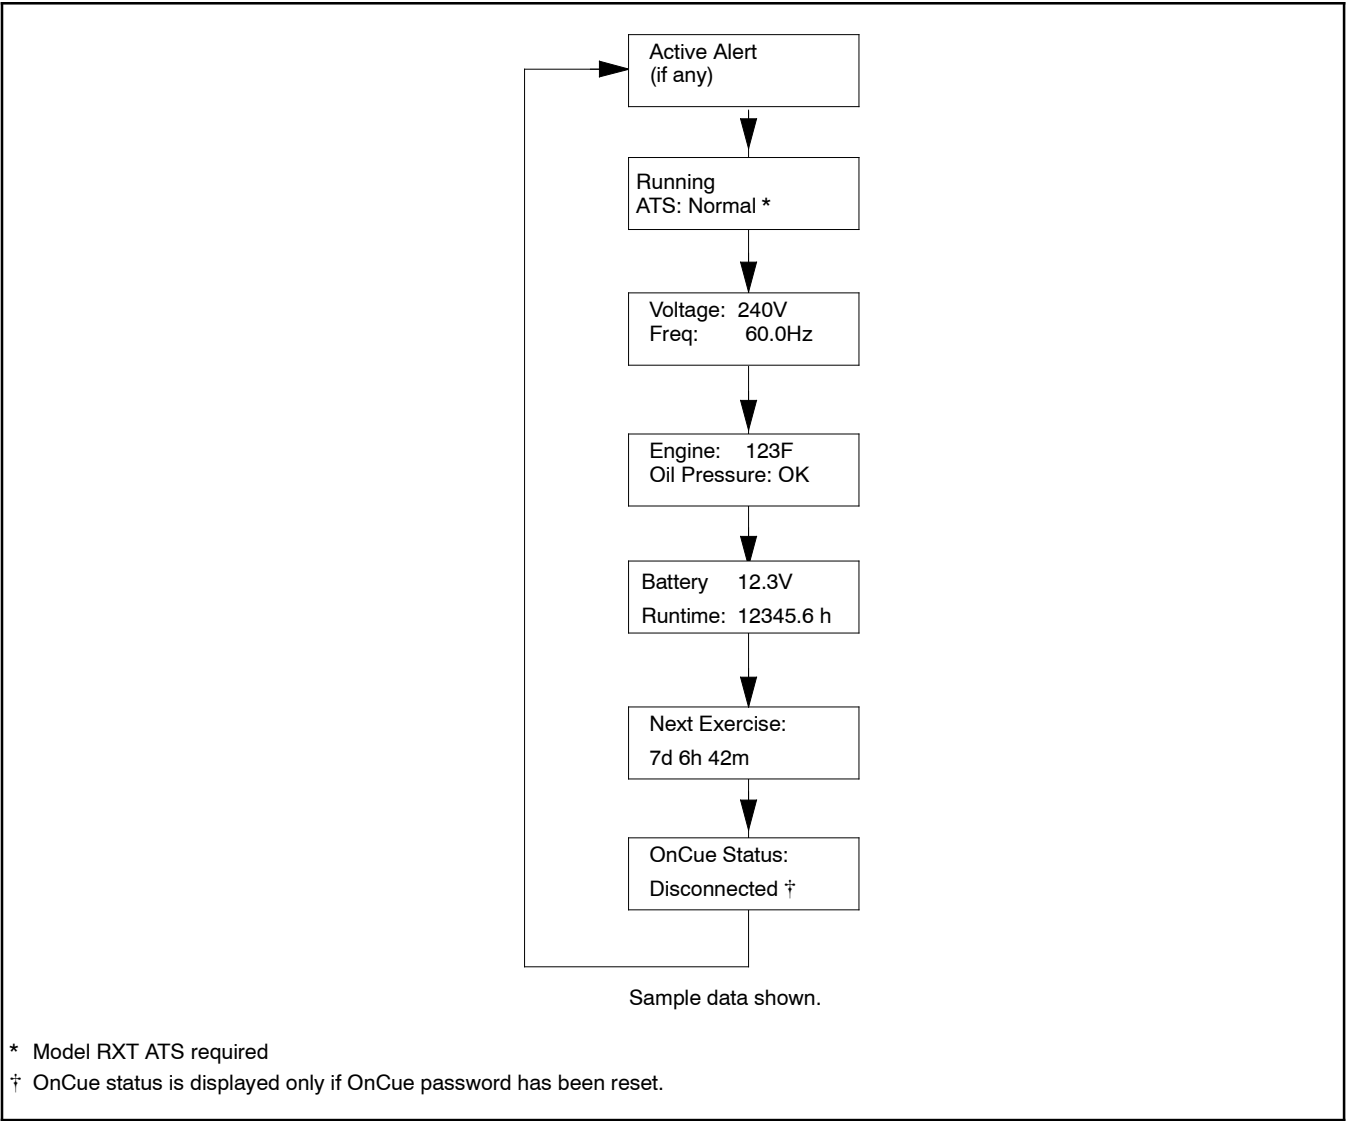 Active Alert
(if any)
Running
ATS: Normal *
Voltage: 240V
Freq: 60.0Hz
Engine: 123F
Oil Pressure: OK
Battery 12.3V
Runtime: 12345.6 h
Next Exercise:
7d 6h 42m
OnCue Status:
Disconnected †
Sample data shown.
* Model RXT ATS required
† OnCue status is displayed only if OnCue password has been reset.